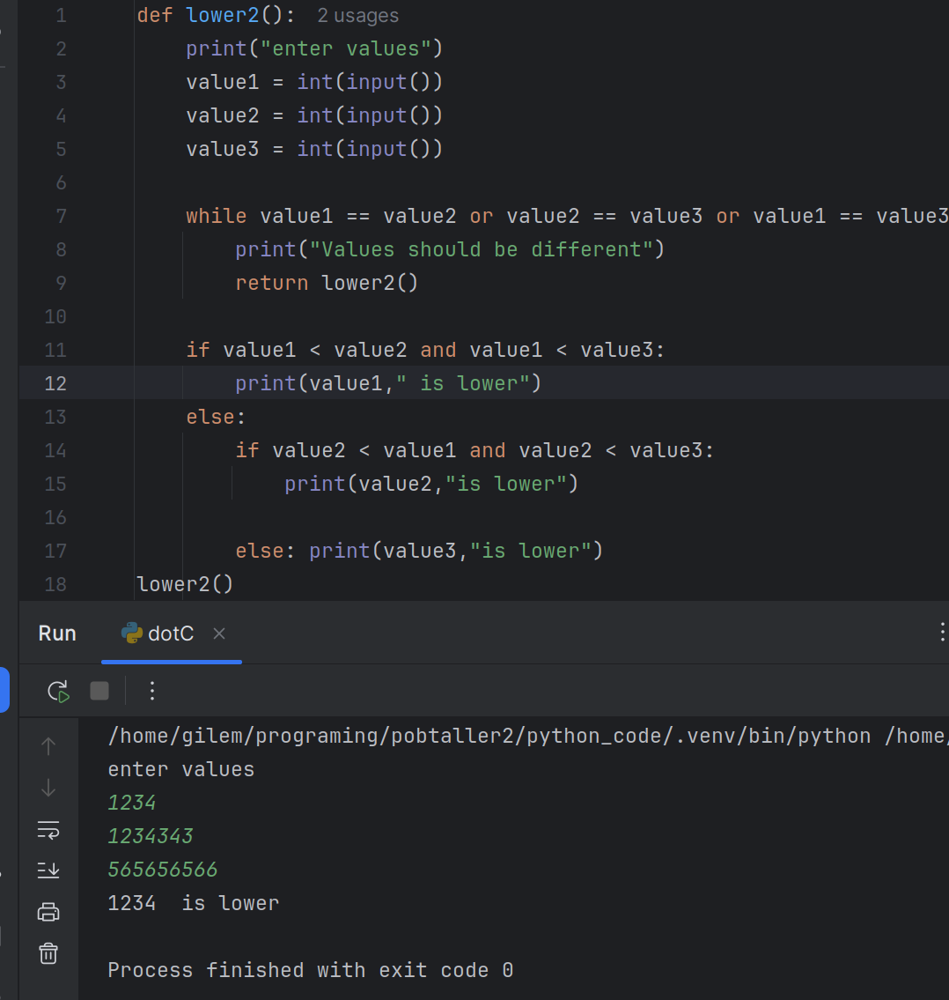 1 def lower2(): 2 usages
2 print("enter values")
3 value1 = int(input())
4 value2 = int(input())
5 value3 = int(input())
6
7 while value1 == value2 or value2 == value3 or value1 == value3
8 print("Values should be different")
9 return lower2()
10
11 if value1 < value2 and value1 < value3:
12 print(value1," is lower")
13 else:
14 if value2 < value1 and value2 < value3:
15 print(value2,"is lower")
16
17 else: print(value3,"is lower")
18 lower2()
Run dotC
/home/gilem/programing/pobtaller2/python_code/.venv/bin/python /home/
enter values
1234
1234343
565656566
1234  is lower
Process finished with exit code 0